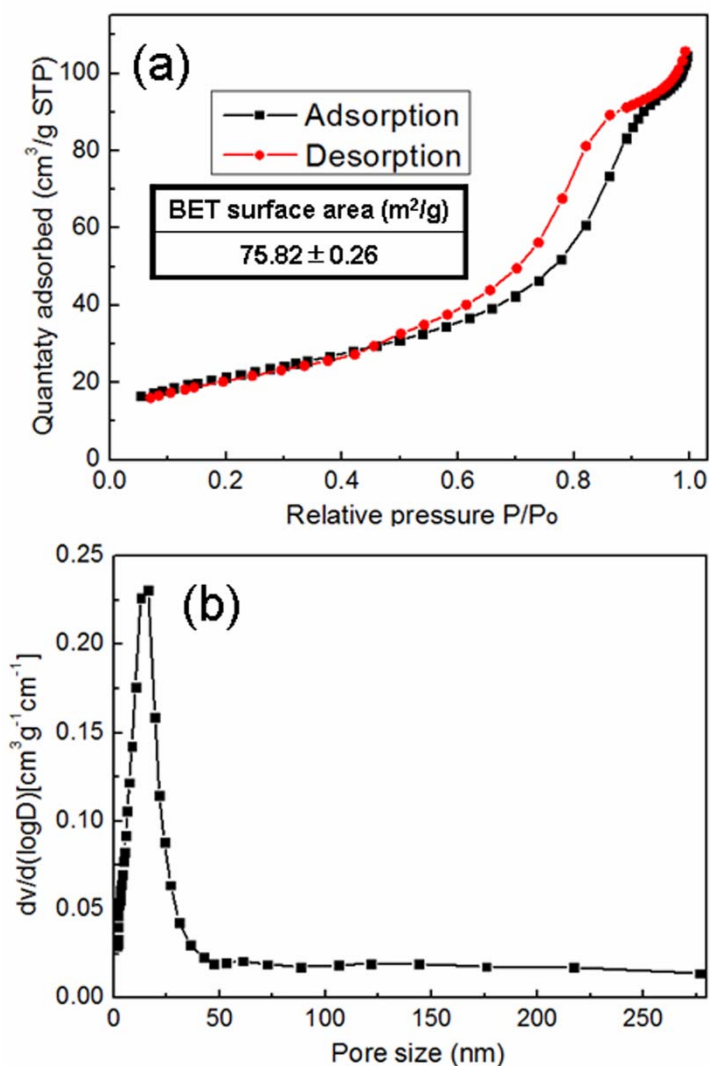 (a)
Adsorption
Desorption
BET surface area (m²/g)
75.82 ± 0.26
Quantaty adsorbed (cm³/g STP)
100
80
60
40
20
0
0.0 0.2 0.4 0.6 0.8 1.0
Relative pressure P/P₀
(b)
dv/d(logD)[cm³g⁻¹cm⁻¹]
0.25
0.20
0.15
0.10
0.05
0.00
0 50 100 150 200 250
Pore size (nm)